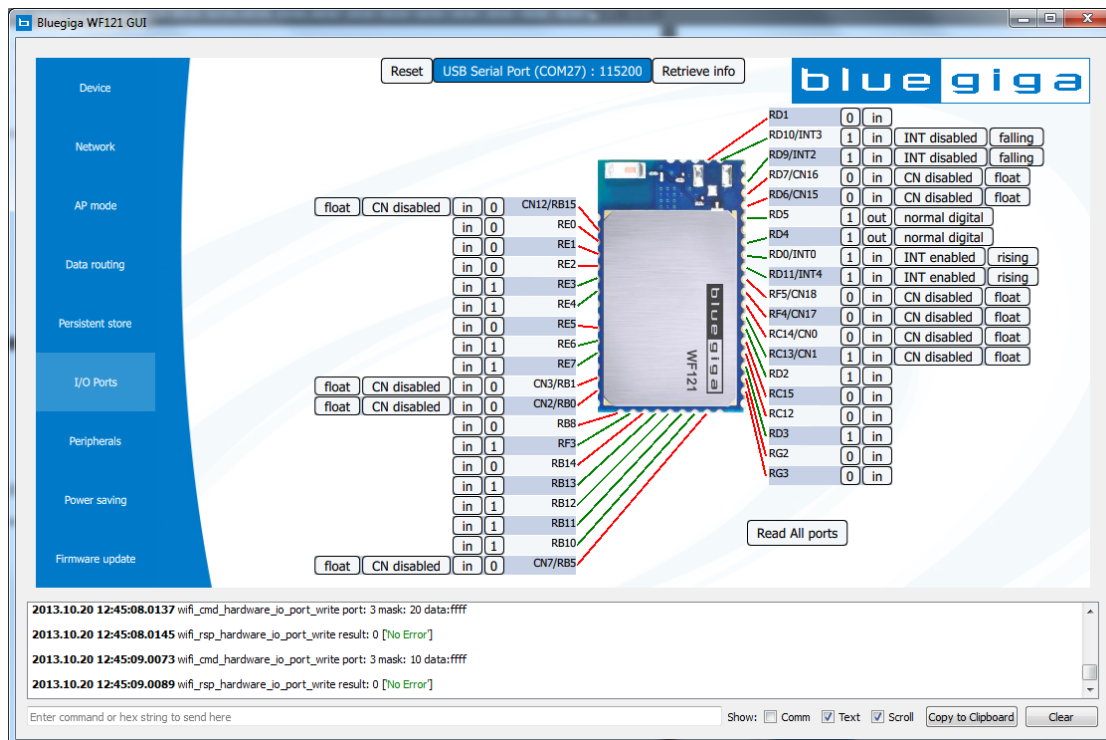 Bluegiga WF121 GUI
Reset USB Serial Port (COM27) : 115200 Retrieve info
bluegiga
Device
Network
AP mode
Data routing
Persistent store
I/O Ports
Peripherals
Power saving
Firmware update
float CN disabled in 0 CN12/RB15
in 0 RE0
in 0 RE1
in 0 RE2
in 1 RE3
in 1 RE4
in 0 RE5
in 1 RE6
in 1 RE7
float CN disabled in 0 CN3/RB1
float CN disabled in 0 CN2/RB0
in 0 RB8
in 1 RF3
in 0 RB14
in 1 RB13
in 1 RB12
in 1 RB11
in 1 RB10
float CN disabled in 0 CN7/RB5
bluegiga
WF121
RD1 0 in
RD10/INT3 1 in INT disabled falling
RD9/INT2 1 in INT disabled falling
RD7/CN16 0 in CN disabled float
RD6/CN15 0 in CN disabled float
RD5 1 out normal digital
RD4 1 out normal digital
RD0/INT0 1 in INT enabled rising
RD11/INT4 1 in INT enabled rising
RF5/CN18 0 in CN disabled float
RF4/CN17 0 in CN disabled float
RC14/CN0 0 in CN disabled float
RC13/CN1 1 in CN disabled float
RD2 1 in
RC15 0 in
RC12 0 in
RD3 1 in
RG2 0 in
RG3 0 in
Read All ports
2013.10.20 12:45:08.0137 wifi_cmd_hardware_io_port_write port: 3 mask: 20 data:ffff
2013.10.20 12:45:08.0145 wifi_rsp_hardware_io_port_write result: 0 ['No Error']
2013.10.20 12:45:09.0073 wifi_cmd_hardware_io_port_write port: 3 mask: 10 data:ffff
2013.10.20 12:45:09.0089 wifi_rsp_hardware_io_port_write result: 0 ['No Error']
Enter command or hex string to send here Show: Comm Text Scroll Copy to Clipboard Clear